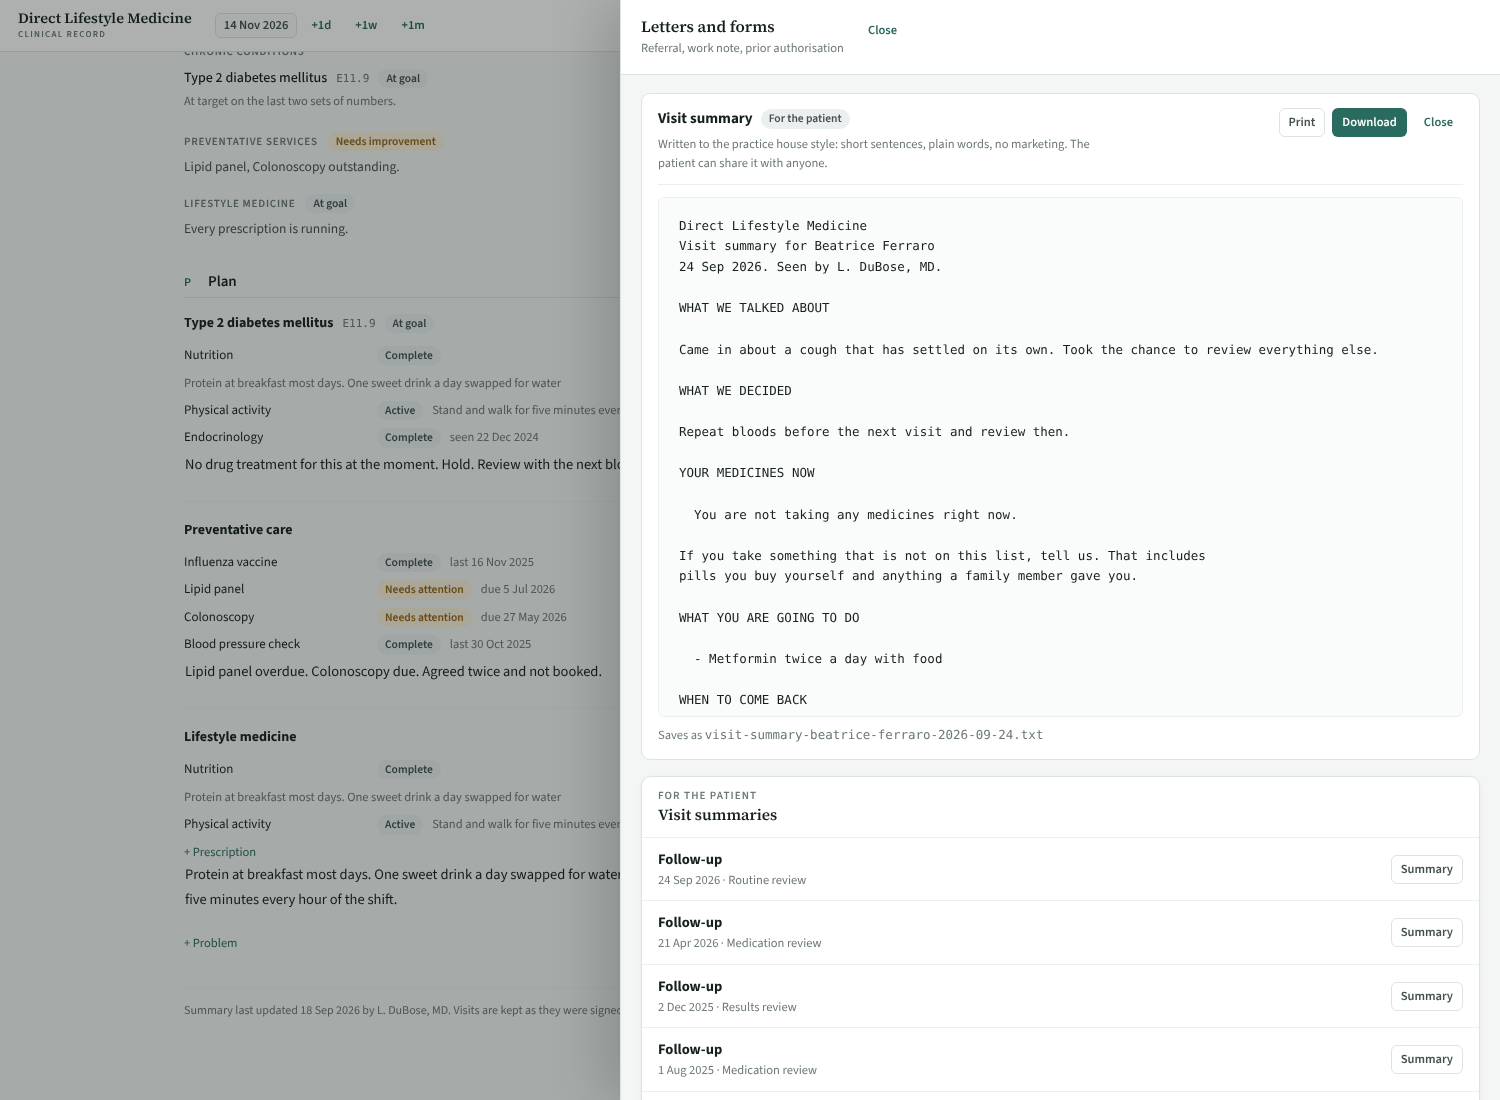 Direct Lifestyle Medicine
CLINICAL RECORD
14 Nov 2026 +1d +1w +1m
CHRONIC CONDITIONS
Type 2 diabetes mellitus E11.9 At goal
At target on the last two sets of numbers.
PREVENTATIVE SERVICES Needs improvement
Lipid panel, Colonoscopy outstanding.
LIFESTYLE MEDICINE At goal
Every prescription is running.
P Plan
Type 2 diabetes mellitus E11.9 At goal
Nutrition Complete
Protein at breakfast most days. One sweet drink a day swapped for water
Physical activity Active Stand and walk for five minutes ever
Endocrinology Complete seen 22 Dec 2024
No drug treatment for this at the moment. Hold. Review with the next blo
Preventative care
Influenza vaccine Complete last 16 Nov 2025
Lipid panel Needs attention due 5 Jul 2026
Colonoscopy Needs attention due 27 May 2026
Blood pressure check Complete last 30 Oct 2025
Lipid panel overdue. Colonoscopy due. Agreed twice and not booked.
Lifestyle medicine
Nutrition Complete
Protein at breakfast most days. One sweet drink a day swapped for water
Physical activity Active Stand and walk for five minutes ever
+ Prescription
Protein at breakfast most days. One sweet drink a day swapped for water
five minutes every hour of the shift.
+ Problem
Summary last updated 18 Sep 2026 by L. DuBose, MD. Visits are kept as they were signed
Letters and forms
Referral, work note, prior authorisation
Close
Visit summary For the patient
Written to the practice house style: short sentences, plain words, no marketing. The
patient can share it with anyone.
Print Download Close
Direct Lifestyle Medicine
Visit summary for Beatrice Ferraro
24 Sep 2026. Seen by L. DuBose, MD.
WHAT WE TALKED ABOUT
Came in about a cough that has settled on its own. Took the chance to review everything else.
WHAT WE DECIDED
Repeat bloods before the next visit and review then.
YOUR MEDICINES NOW
You are not taking any medicines right now.
If you take something that is not on this list, tell us. That includes
pills you buy yourself and anything a family member gave you.
WHAT YOU ARE GOING TO DO
- Metformin twice a day with food
WHEN TO COME BACK
Saves as visit-summary-beatrice-ferraro-2026-09-24.txt
FOR THE PATIENT
Visit summaries
Follow-up
24 Sep 2026 · Routine review
Summary
Follow-up
21 Apr 2026 · Medication review
Summary
Follow-up
2 Dec 2025 · Results review
Summary
Follow-up
1 Aug 2025 · Medication review
Summary